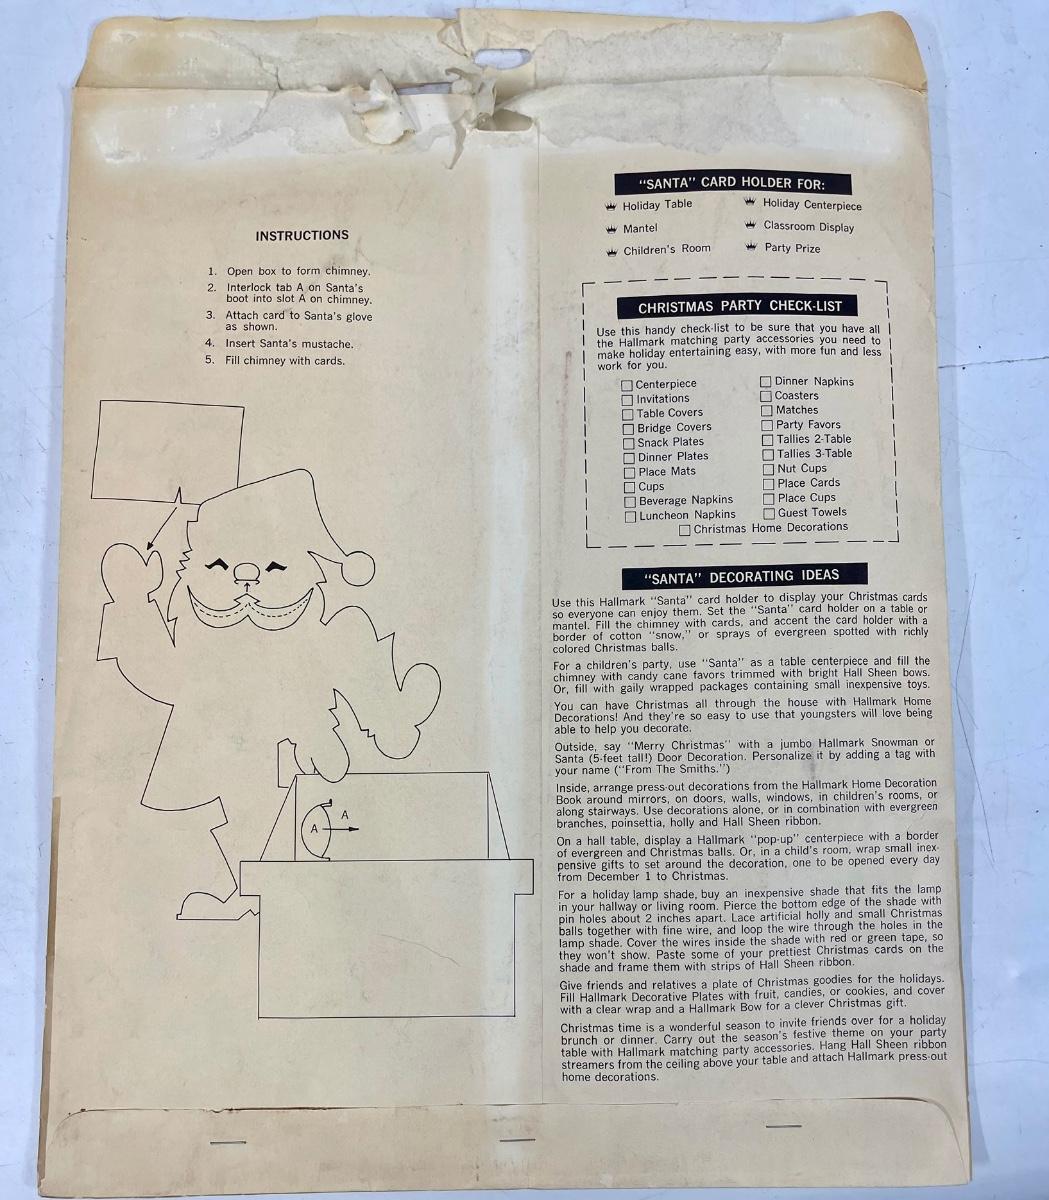 INSTRUCTIONS
1. Open box to form chimney.
2. Interlock tab A on Santa's
boot into slot A on chimney.
3. Attach card to Santa's glove
as shown.
4. Insert Santa's mustache.
5. Fill chimney with cards.
A
A
"SANTA" CARD HOLDER FOR:
Holiday Table
Mantel
Children's Room
Holiday Centerpiece
Classroom Display
Party Prize
CHRISTMAS PARTY CHECK-LIST
Use this handy check-list to be sure that you have all
the Hallmark matching party accessories you need to
make holiday entertaining easy, with more fun and less
work for you.
Centerpiece
Invitations
Table Covers
Bridge Covers
Snack Plates
Dinner Plates
Place Mats
Cups
Beverage Napkins
Luncheon Napkins
Dinner Napkins
Coasters
Matches
Party Favors
Tallies 2-Table
Tallies 3-Table
Nut Cups
Place Cards
Place Cups
Guest Towels
Christmas Home Decorations
"SANTA" DECORATING IDEAS
Use this Hallmark "Santa" card holder to display your Christmas cards
so everyone can enjoy them. Set the "Santa" card holder on a table or
mantel. Fill the chimney with cards, and accent the card holder with a
border of cotton "snow," or sprays of evergreen spotted with richly
colored Christmas balls.
For a children's party, use "Santa" as a table centerpiece and fill the
chimney with candy cane favors trimmed with bright Hall Sheen bows.
Or, fill with gaily wrapped packages containing small inexpensive toys.
You can have Christmas all through the house with Hallmark Home
Decorations! And they're so easy to use that youngsters will love being
able to help you decorate.
Outside, say "Merry Christmas" with a jumbo Hallmark Snowman or
Santa (5-feet tall!) Door Decoration. Personalize it by adding a tag with
your name ("From The Smiths.")
Inside, arrange press-out decorations from the Hallmark Home Decoration
Book around mirrors, on doors, walls, windows, in children's rooms, or
along stairways. Use decorations alone, or in combination with evergreen
branches, poinsettia, holly and Hall Sheen ribbon.
On a hall table, display a Hallmark "pop-up" centerpiece with a border
of evergreen and Christmas balls. Or, in a child's room, wrap small inex-
pensive gifts to set around the decoration, one to be opened every day
from December 1 to Christmas.
For a holiday lamp shade, buy an inexpensive shade that fits the lamp
in your hallway or living room. Pierce the bottom edge of the shade with
pin holes about 2 inches apart. Lace artificial holly and small Christmas
balls together with fine wire, and loop the wire through the holes in the
lamp shade. Cover the wires inside the shade with red or green tape, so
they won't show. Paste some of your prettiest Christmas cards on the
shade and frame them with strips of Hall Sheen ribbon.
Give friends and relatives a plate of Christmas goodies for the holidays.
Fill Hallmark Decorative Plates with fruit, candies, or cookies, and cover
with a clear wrap and a Hallmark Bow for a clever Christmas gift.
Christmas time is a wonderful season to invite friends over for a holiday
brunch or dinner. Carry out the season's festive theme on your party
table with Hallmark matching party accessories. Hang Hall Sheen ribbon
streamers from the ceiling above your table and attach Hallmark press-out
home decorations.